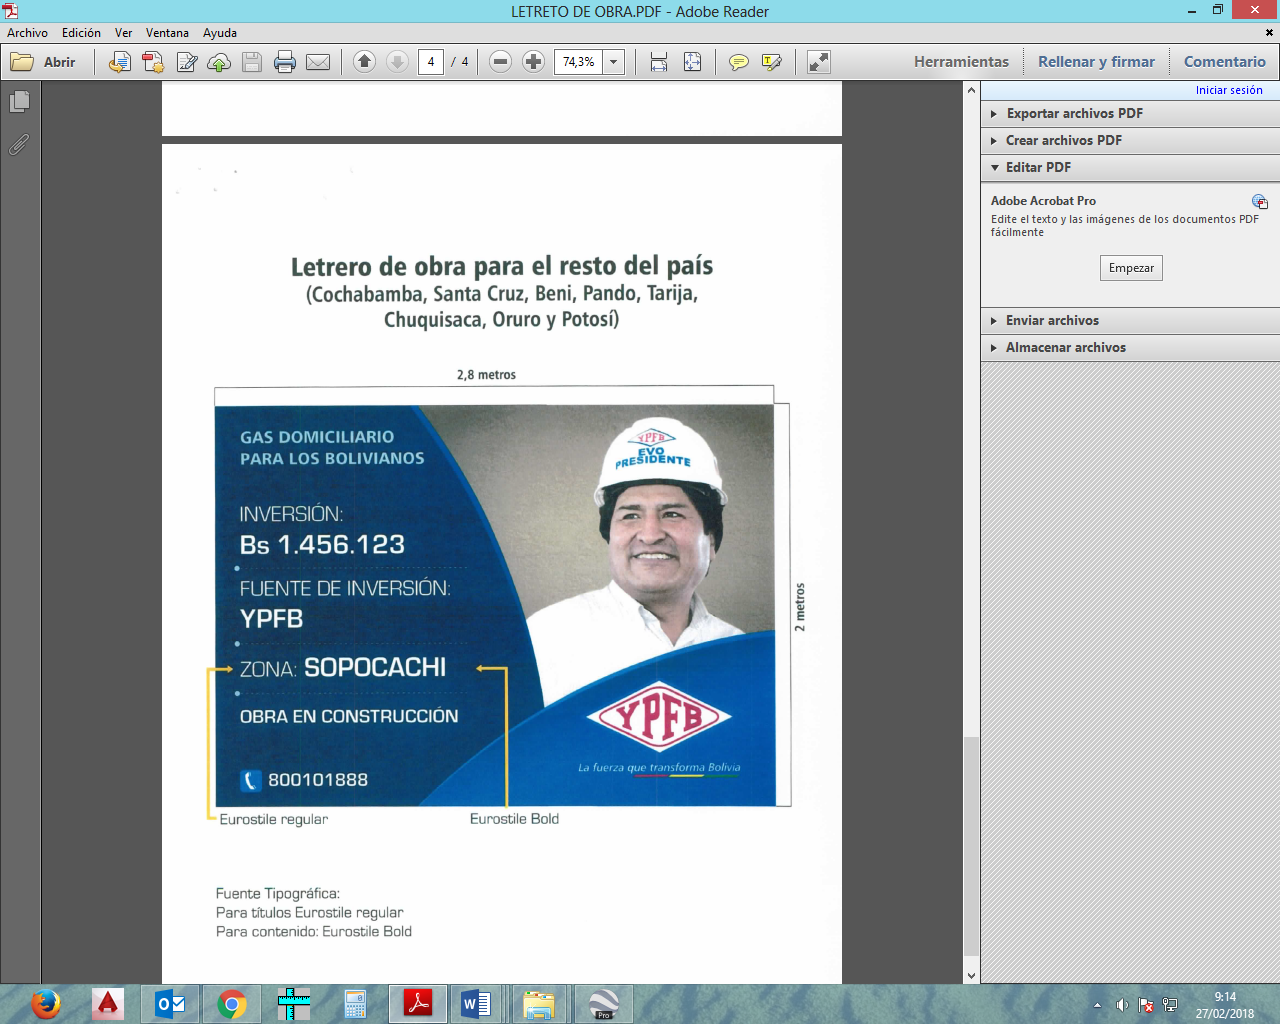 LETRETO DE OBRA.PDF - Adobe Reader
Archivo Edición Ver Ventana Ayuda
Abrir 4 / 4 74,3% Herramientas Rellenar y firmar Comentario
Iniciar sesión
Exportar archivos PDF
Crear archivos PDF
Editar PDF
Adobe Acrobat Pro
Edite el texto y las imágenes de los documentos PDF
fácilmente
Empezar
Enviar archivos
Almacenar archivos
Letrero de obra para el resto del país
(Cochabamba, Santa Cruz, Beni, Pando, Tarija,
Chuquisaca, Oruro y Potosí)
2,8 metros
GAS DOMICILIARIO
PARA LOS BOLIVIANOS
INVERSIÓN:
Bs 1.456.123
FUENTE DE INVERSIÓN:
YPFB
ZONA: SOPOCACHI
OBRA EN CONSTRUCCIÓN
800101888
YPFB
EVO
PRESIDENTE
2 metros
YPFB
La fuerza que transforma Bolivia
Eurostile regular Eurostile Bold
Fuente Tipográfica:
Para títulos Eurostile regular
Para contenido: Eurostile Bold
Pro
9:14
27/02/2018